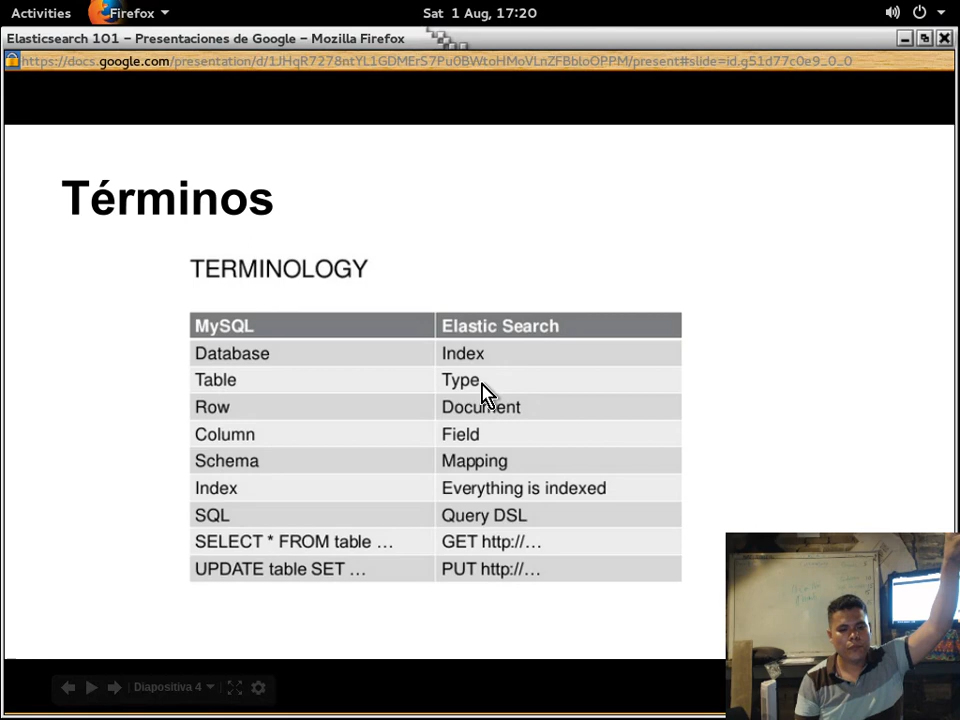 Activities Firefox Sat 1 Aug, 17:20
Elasticsearch 101 – Presentaciones de Google – Mozilla Firefox
https://docs.google.com/presentation/d/1JHqR7278ntYL1GDMErS7Pu0BWtoHMoVLnZFBbloOPPM/present#slide=id.g51d77c0e9_0_0
Términos
TERMINOLOGY
MySQL Elastic Search
Database Index
Table Type
Row Document
Column Field
Schema Mapping
Index Everything is indexed
SQL Query DSL
SELECT * FROM table … GET http://…
UPDATE table SET … PUT http://…
Diapositiva 4